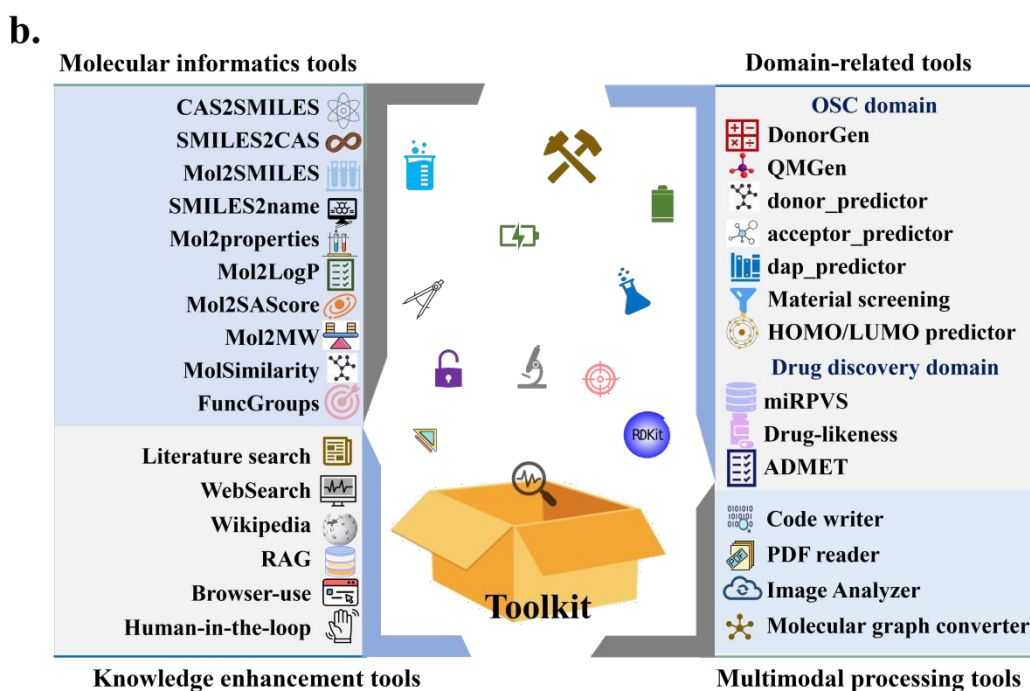 b.
Molecular informatics tools
CAS2SMILES
SMILES2CAS
Mol2SMILES
SMILES2name
Mol2properties
Mol2LogP
Mol2SAScore
Mol2MW
MolSimilarity
FuncGroups
Literature search
WebSearch
Wikipedia
RAG
Browser-use
Human-in-the-loop
Knowledge enhancement tools
RDKit
Toolkit
Domain-related tools
OSC domain
DonorGen
QMGen
donor_predictor
acceptor_predictor
dap_predictor
Material screening
HOMO/LUMO predictor
Drug discovery domain
miRPVS
Drug-likeness
ADMET
Code writer
PDF
PDF reader
Image Analyzer
Molecular graph converter
Multimodal processing tools